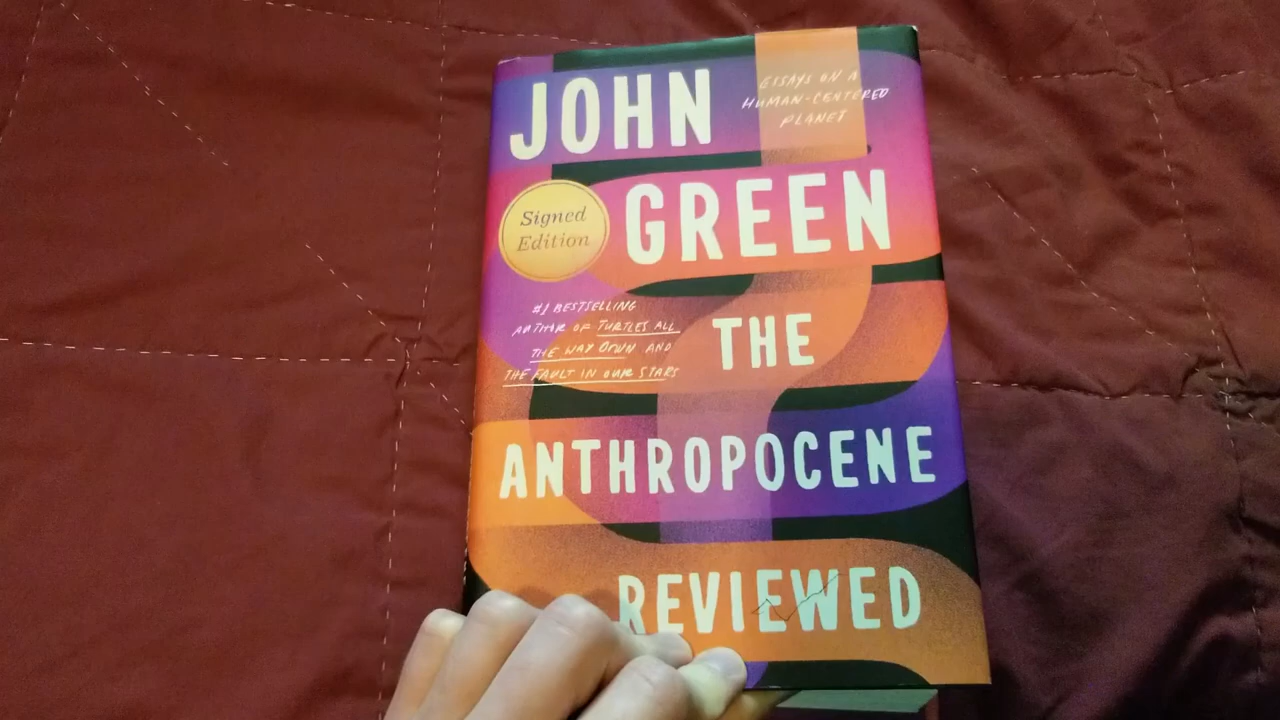 JOHN
ESSAYS ON A
HUMAN-CENTERED
PLANET
Signed
Edition
GREEN
#1 BESTSELLING
AUTHOR OF TURTLES ALL
THE WAY DOWN AND
THE FAULT IN OUR STARS
THE
ANTHROPOCENE
REVIEWED